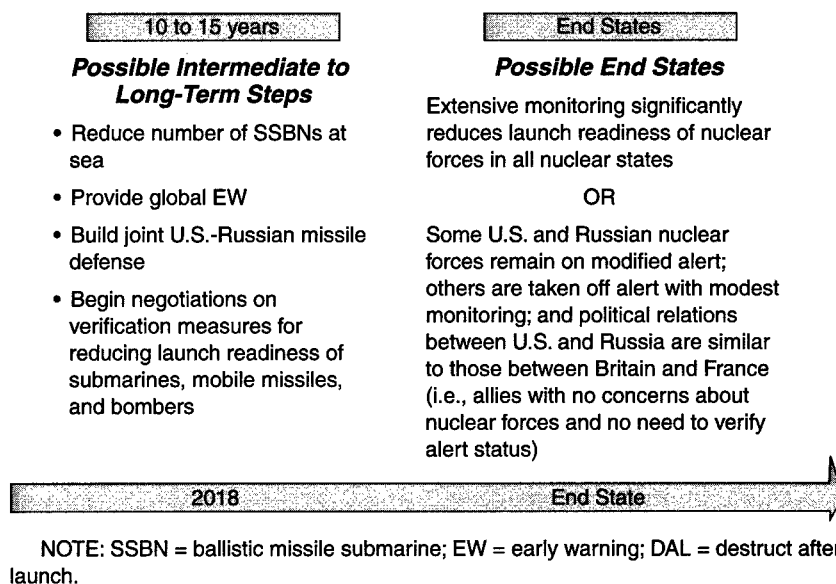 10 to 15 years
Possible Intermediate to
Long-Term Steps
• Reduce number of SSBNs at
sea
• Provide global EW
• Build joint U.S.-Russian missile
defense
• Begin negotiations on
verification measures for
reducing launch readiness of
submarines, mobile missiles,
and bombers
End States
Possible End States
Extensive monitoring significantly
reduces launch readiness of nuclear
forces in all nuclear states
OR
Some U.S. and Russian nuclear
forces remain on modified alert;
others are taken off alert with modest
monitoring; and political relations
between U.S. and Russia are similar
to those between Britain and France
(i.e., allies with no concerns about
nuclear forces and no need to verify
alert status)
2018
End State
NOTE: SSBN = ballistic missile submarine; EW = early warning; DAL = destruct after
launch.